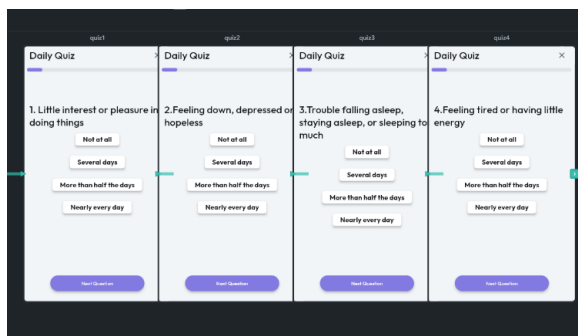 quiz1
Daily Quiz
1. Little interest or pleasure in
doing things
Not at all
Several days
More than half the days
Nearly every day
Next Question
quiz2
Daily Quiz
2.Feeling down, depressed or
hopeless
Not at all
Several days
More than half the days
Nearly every day
Next Question
quiz3
Daily Quiz
3.Trouble falling asleep,
staying asleep, or sleeping to
much
Not at all
Several days
More than half the days
Nearly every day
Next Question
quiz4
Daily Quiz
4.Feeling tired or having little
energy
Not at all
Several days
More than half the days
Nearly every day
Next Question